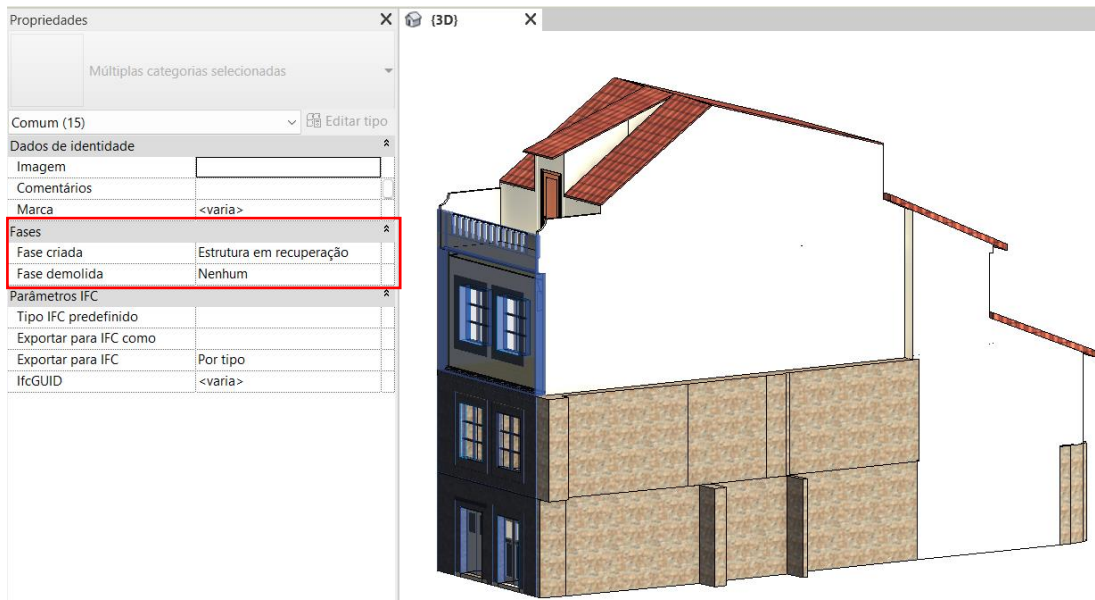 Propriedades
{3D}
Múltiplas categorias selecionadas
Comum (15) Editar tipo
Dados de identidade
Imagem
Comentários
Marca <varia>
Fases
Fase criada Estrutura em recuperação
Fase demolida Nenhum
Parâmetros IFC
Tipo IFC predefinido
Exportar para IFC como
Exportar para IFC Por tipo
IfcGUID <varia>